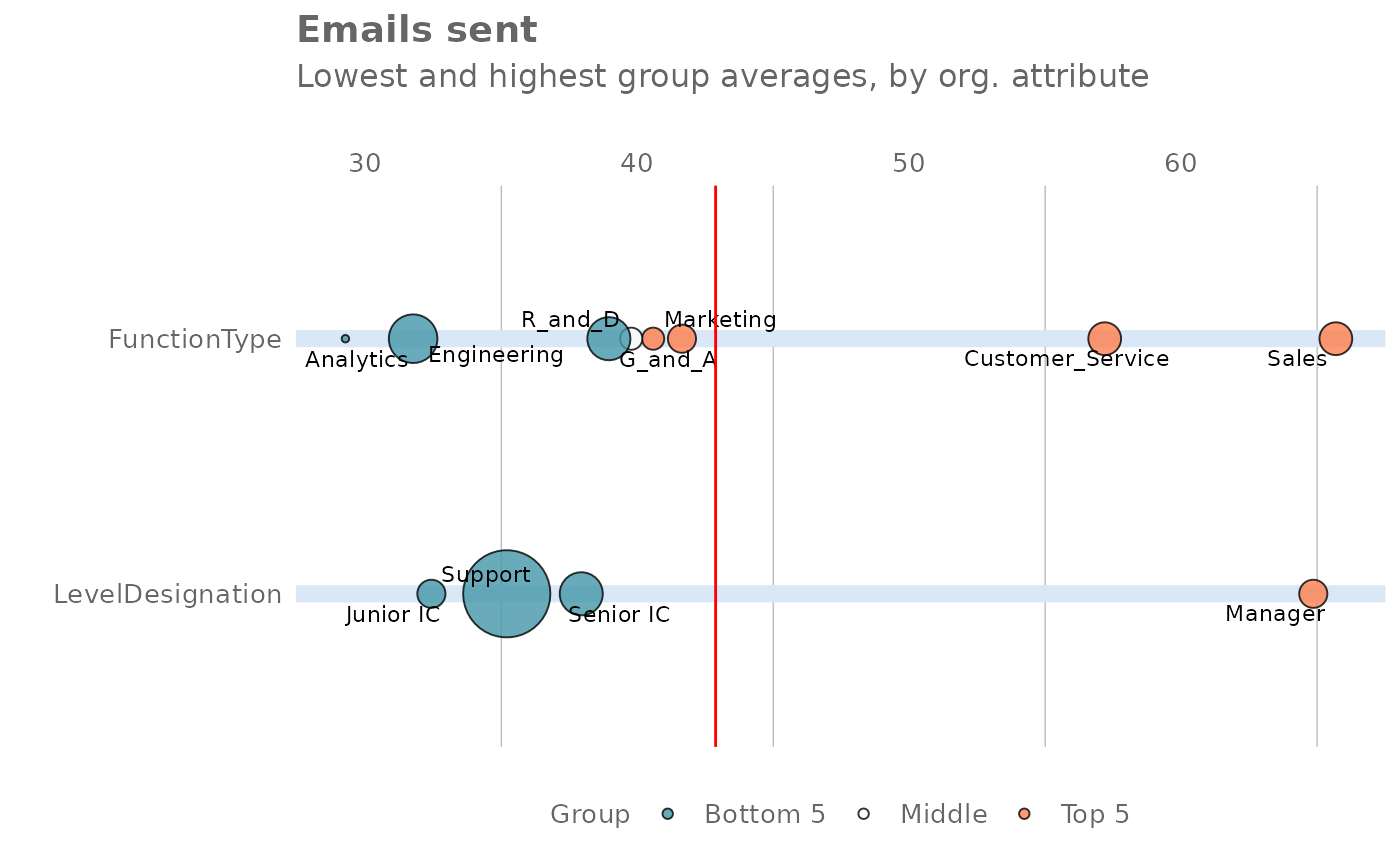 Emails sent
Lowest and highest group averages, by org. attribute
30 40 50 60
R_and_D Marketing
FunctionType
Analytics Engineering G_and_A Customer_Service Sales
Support
LevelDesignation
Junior IC Senior IC Manager
Group Bottom 5 Middle Top 5